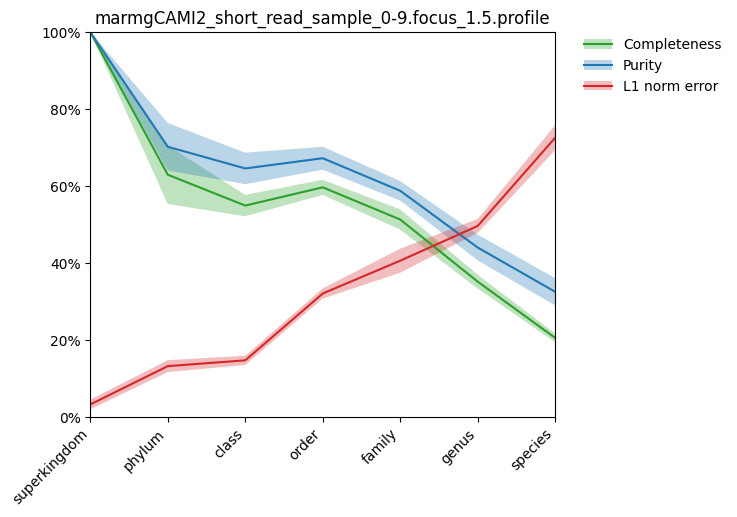 marmgCAMI2_short_read_sample_0-9.focus_1.5.profile
100%
80%
60%
40%
20%
0%
superkingdom
phylum
class
order
family
genus
species
Completeness
Purity
L1 norm error